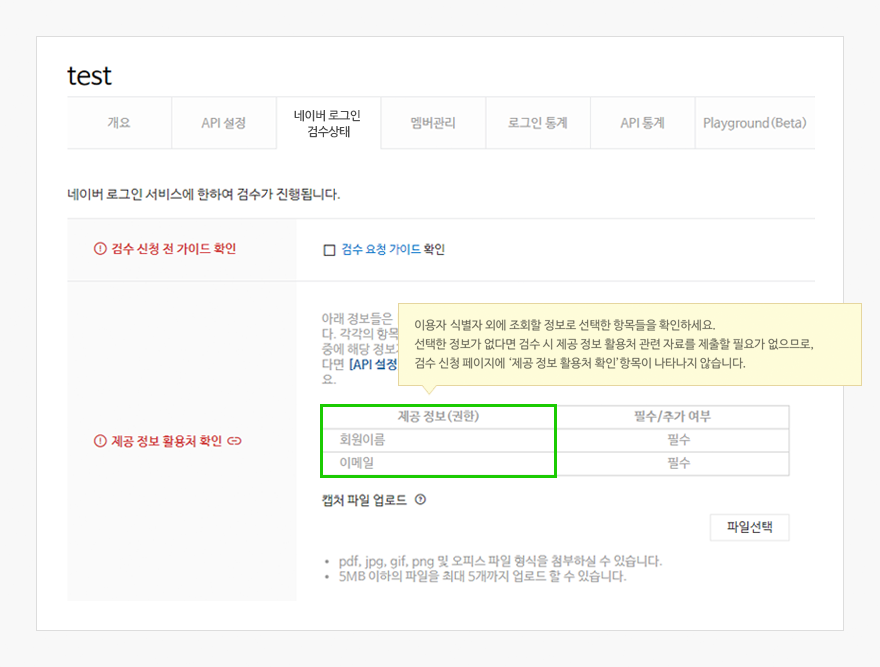 test
개요
API 설정
네이버 로그인
검수상태
멤버관리
로그인 통계
API 통계
Playground(Beta)
네이버 로그인 서비스에 한하여 검수가 진행됩니다.
검수 신청 전 가이드 확인
검수 요청 가이드 확인
아래 정보들은
다. 각각의 항목
중에 해당 정보
다면 [API 설정
요.
이용자 식별자 외에 조회할 정보로 선택한 항목들을 확인하세요.
선택한 정보가 없다면 검수 시 제공 정보 활용처 관련 자료를 제출할 필요가 없으므로,
검수 신청 페이지에 ‘제공 정보 활용처 확인’항목이 나타나지 않습니다.
제공 정보 활용처 확인
제공 정보(권한) 필수/추가 여부
회원이름 필수
이메일 필수
캡처 파일 업로드
파일선택
• pdf, jpg, gif, png 및 오피스 파일 형식을 첨부하실 수 있습니다.
• 5MB 이하의 파일을 최대 5개까지 업로드 할 수 있습니다.